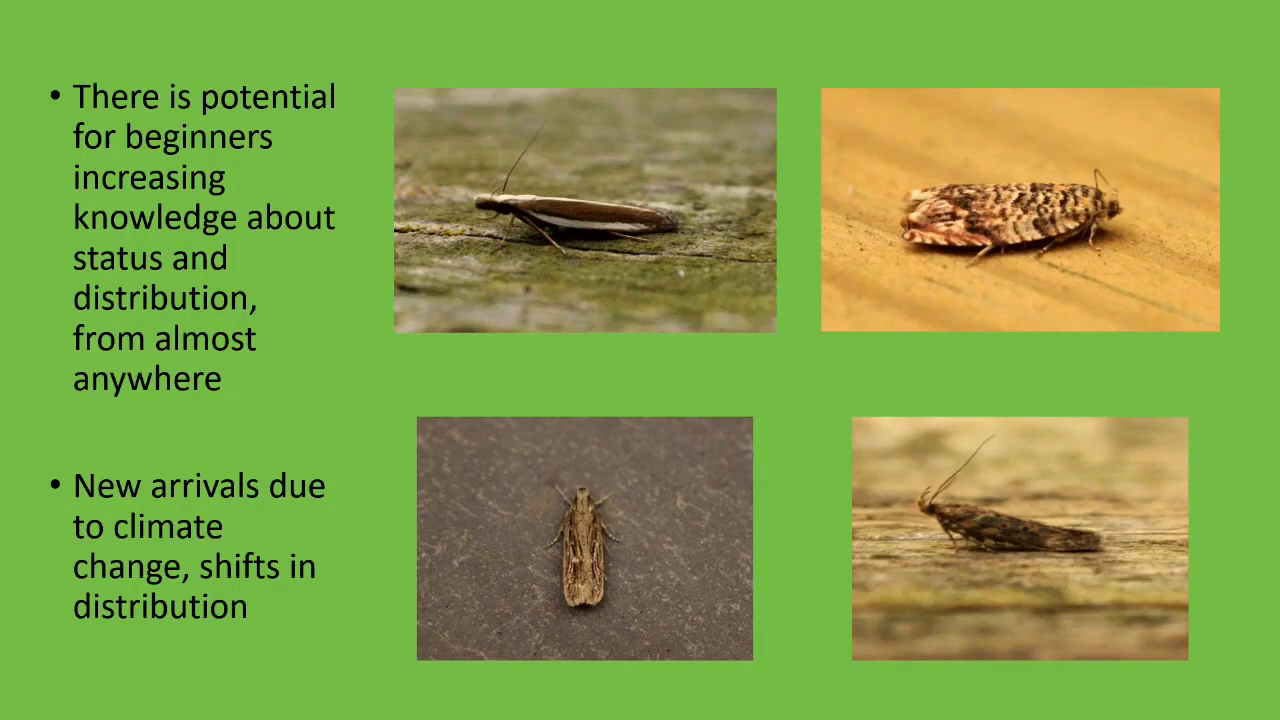 • There is potential
for beginners
increasing
knowledge about
status and
distribution,
from almost
anywhere
• New arrivals due
to climate
change, shifts in
distribution